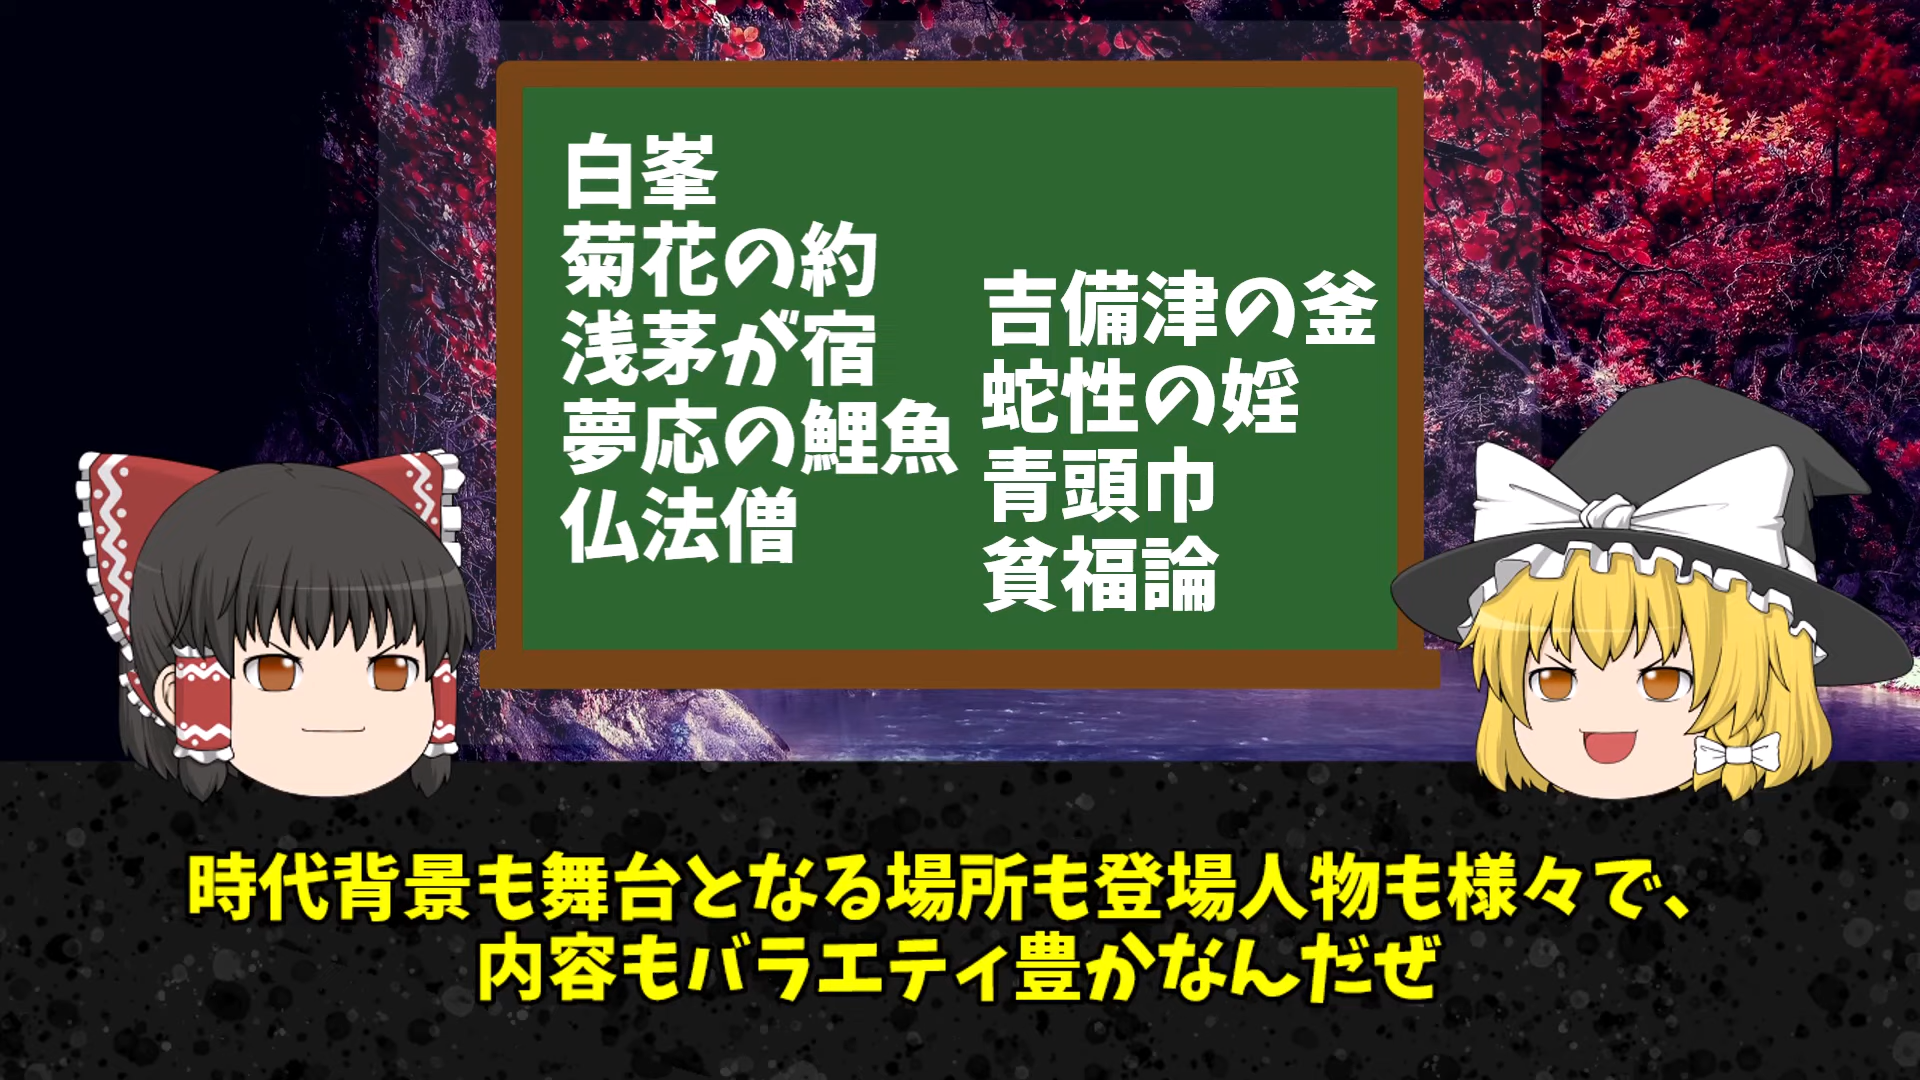 白峯
菊花の約
浅茅が宿
夢応の鯉魚
仏法僧
吉備津の釜
蛇性の婬
青頭巾
貧福論
時代背景も舞台となる場所も登場人物も様々で、
内容もバラエティ豊かなんだぜ